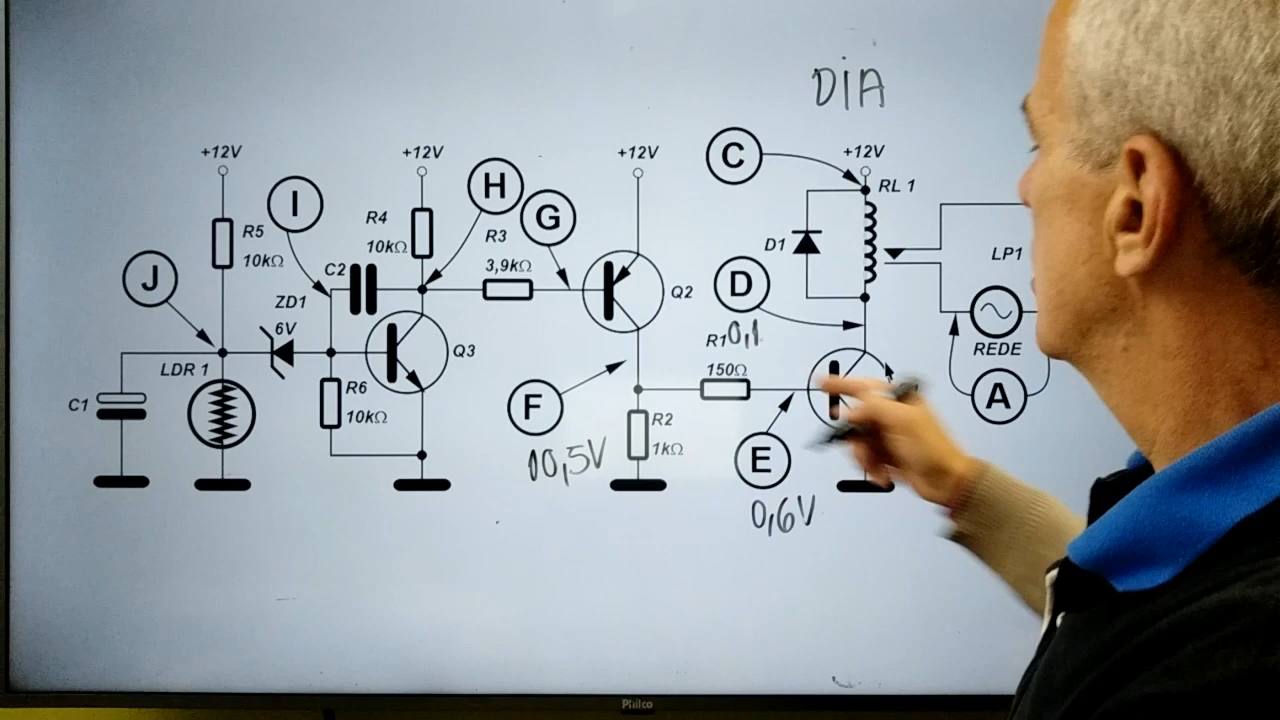 DIA
C
+12V
+12V
+12V
+12V
RL 1
I
H
G
R4
10kΩ
R5
10kΩ
R3
3,9kΩ
D1
LP1
J
C2
ZD1
6V
Q2
D
R1
0,1
150Ω
Q3
LDR 1
REDE
C1
R6
10kΩ
F
A
R2
1kΩ
E
10,5V
0,6V
Philco